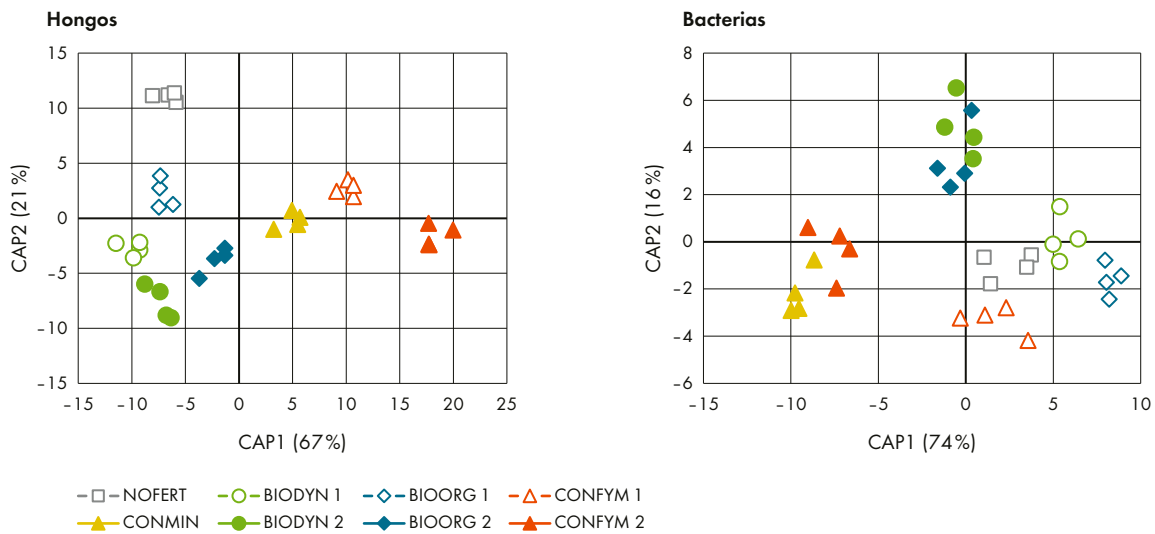 Hongos
15
10
5
0
-5
-10
-15
CAP2 (21%)
-15 -10 -5 0 5 10 15 20 25
CAP1 (67%)
Bacterias
8
6
4
2
0
-2
-4
-6
CAP2 (16%)
-15 -10 -5 0 5 10
CAP1 (74%)
NOFERT BIODYN 1 BIOORG 1 CONFYM 1
CONMIN BIODYN 2 BIOORG 2 CONFYM 2